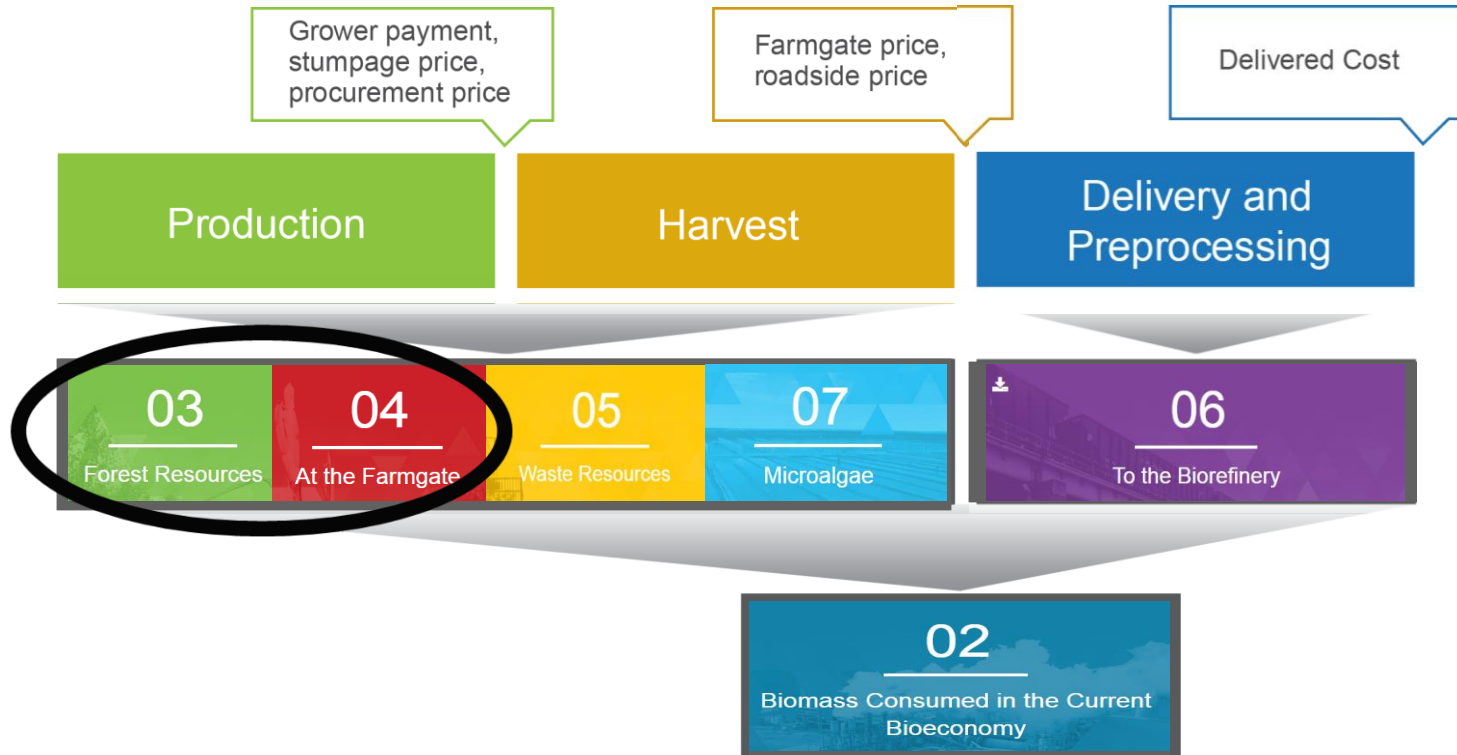 Grower payment,
stumpage price,
procurement price
Farmgate price,
roadside price
Delivered Cost
Production
Harvest
Delivery and
Preprocessing
03
Forest Resources
04
At the Farmgate
05
Waste Resources
07
Microalgae
06
To the Biorefinery
02
Biomass Consumed in the Current
Bioeconomy